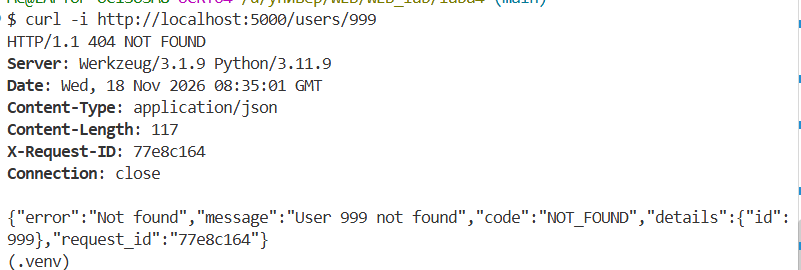 $ curl -i http://localhost:5000/users/999
HTTP/1.1 404 NOT FOUND
Server: Werkzeug/3.1.9 Python/3.11.9
Date: Wed, 18 Nov 2026 08:35:01 GMT
Content-Type: application/json
Content-Length: 117
X-Request-ID: 77e8c164
Connection: close

{"error":"Not found","message":"User 999 not found","code":"NOT_FOUND","details":{"id":
999},"request_id":"77e8c164"}
(.venv)